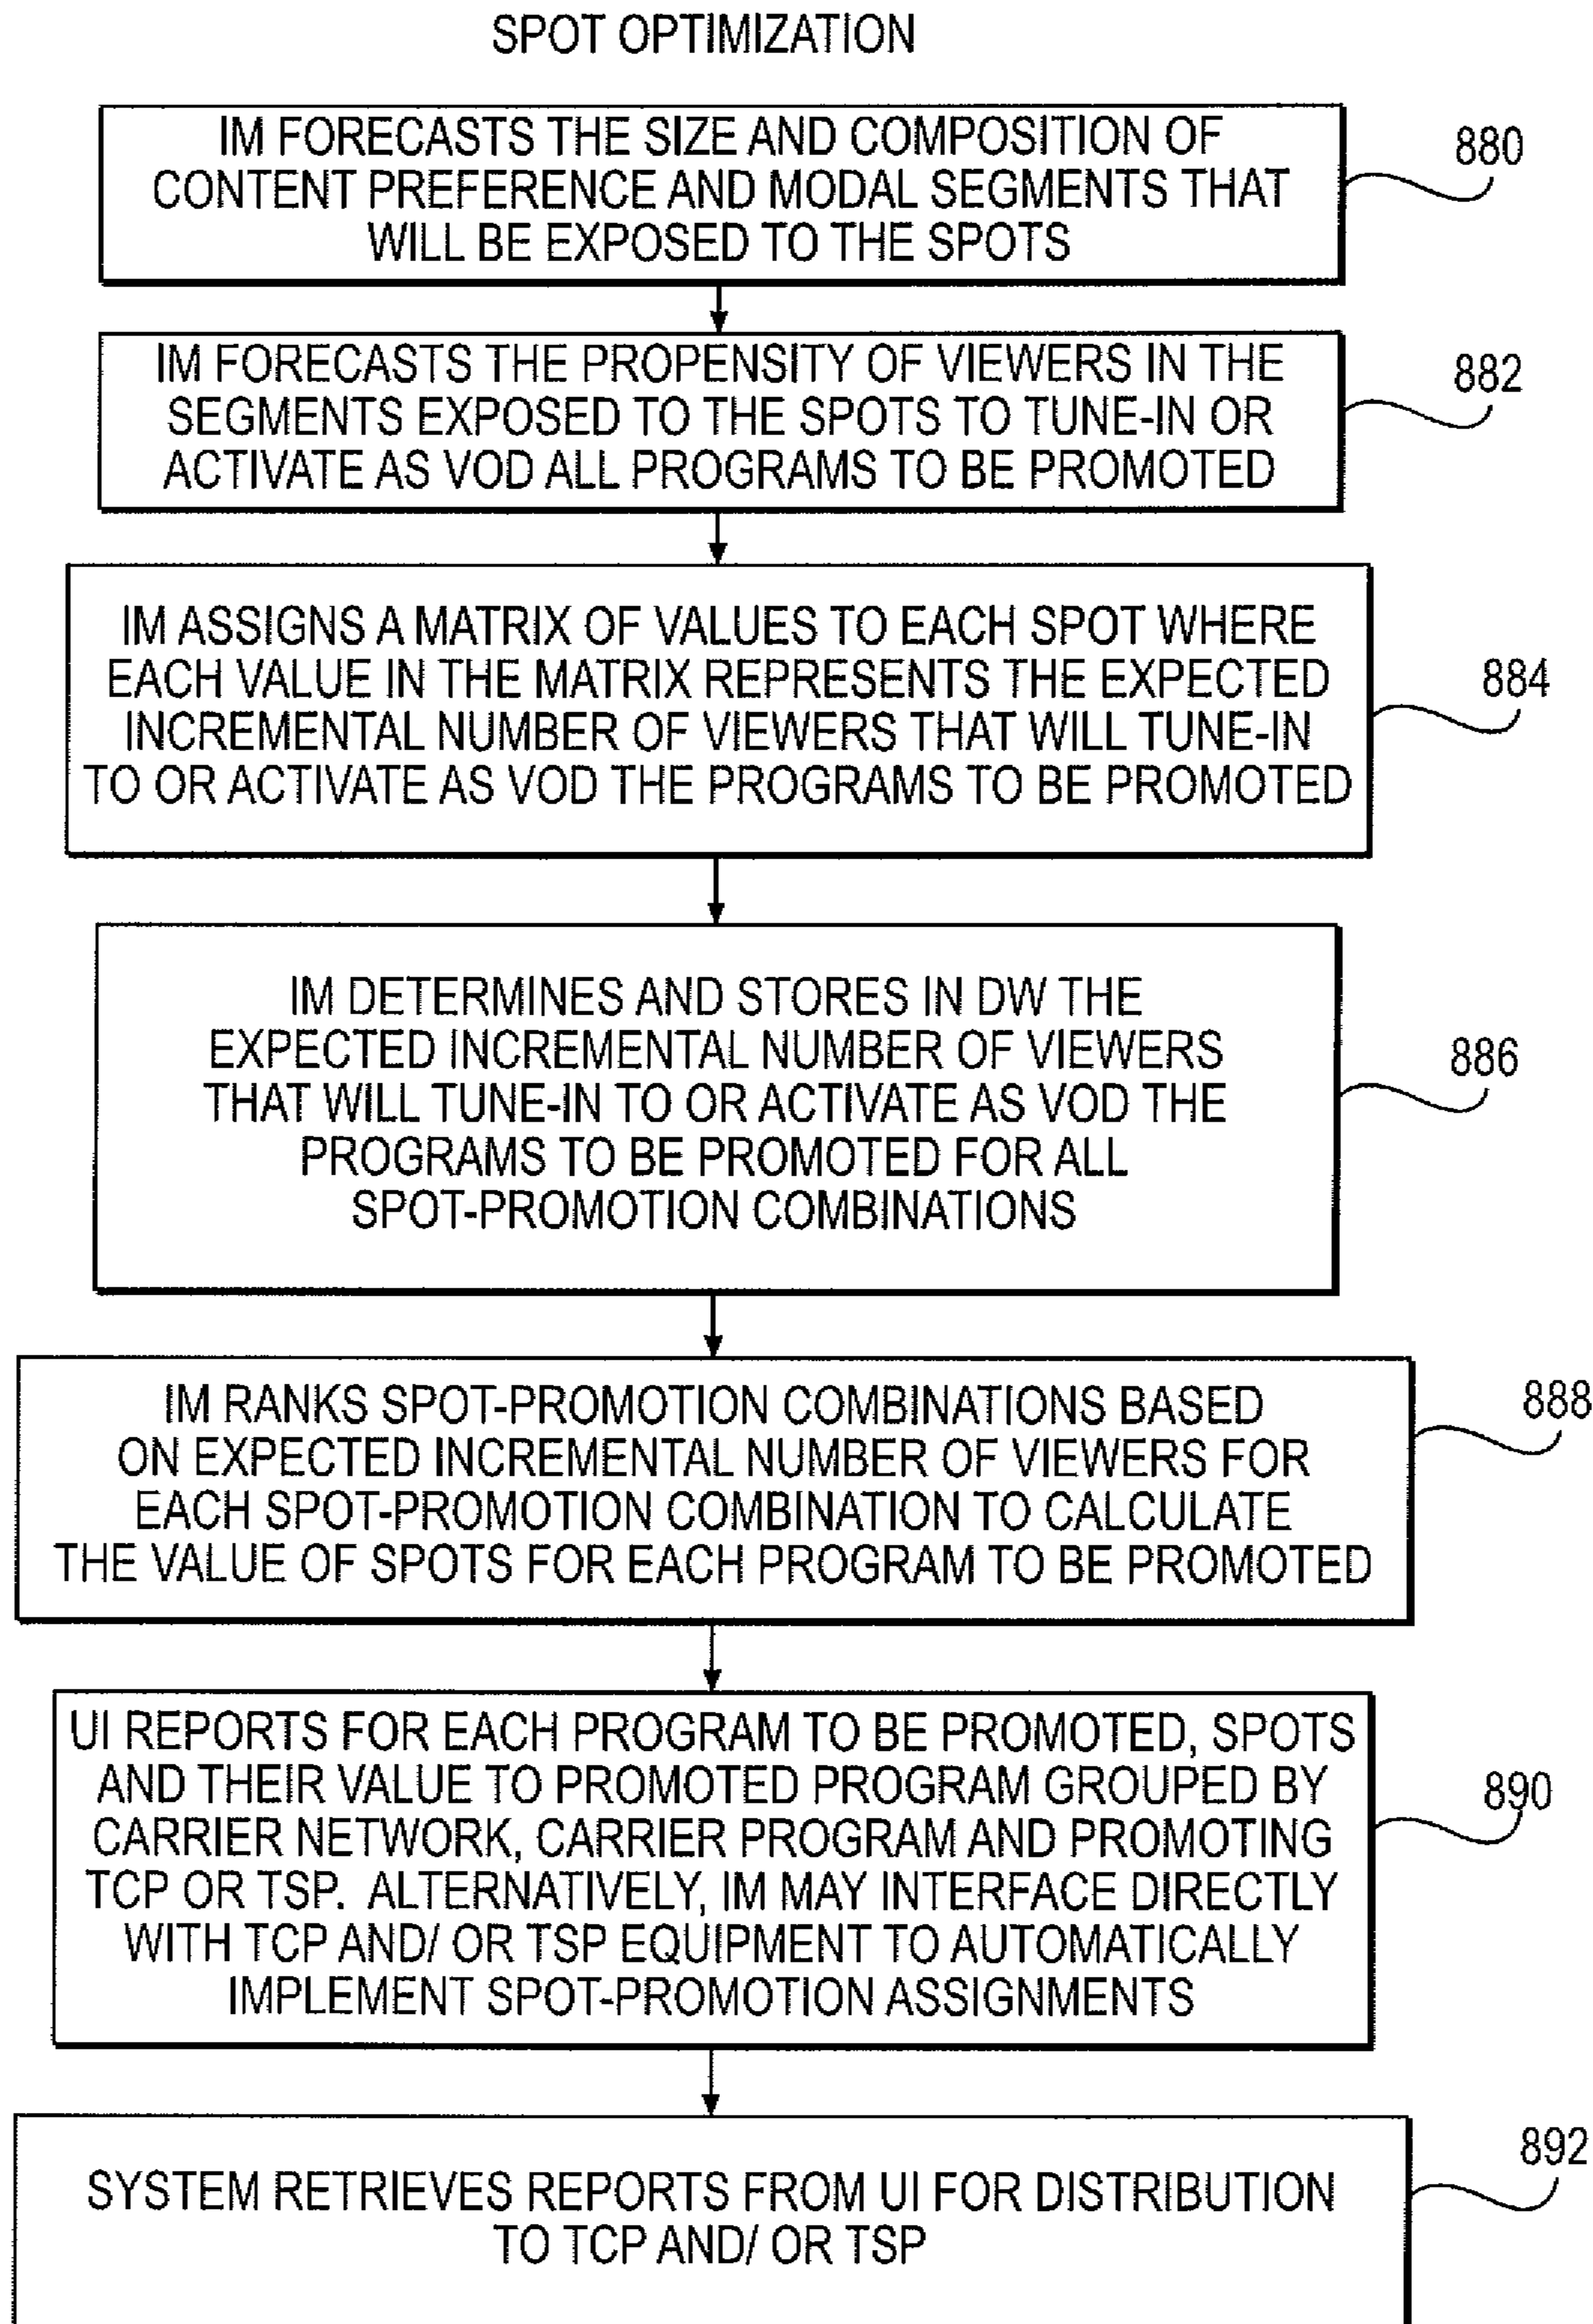 SPOT OPTIMIZATION
IM FORECASTS THE SIZE AND COMPOSITION OF
CONTENT PREFERENCE AND MODAL SEGMENTS THAT
WILL BE EXPOSED TO THE SPOTS
880
IM FORECASTS THE PROPENSITY OF VIEWERS IN THE
SEGMENTS EXPOSED TO THE SPOTS TO TUNE-IN OR
ACTIVATE AS VOD ALL PROGRAMS TO BE PROMOTED
882
IM ASSIGNS A MATRIX OF VALUES TO EACH SPOT WHERE
EACH VALUE IN THE MATRIX REPRESENTS THE EXPECTED
INCREMENTAL NUMBER OF VIEWERS THAT WILL TUNE-IN
TO OR ACTIVATE AS VOD THE PROGRAMS TO BE PROMOTED
884
IM DETERMINES AND STORES IN DW THE
EXPECTED INCREMENTAL NUMBER OF VIEWERS
THAT WILL TUNE-IN TO OR ACTIVATE AS VOD THE
PROGRAMS TO BE PROMOTED FOR ALL
SPOT-PROMOTION COMBINATIONS
886
IM RANKS SPOT-PROMOTION COMBINATIONS BASED
ON EXPECTED INCREMENTAL NUMBER OF VIEWERS FOR
EACH SPOT-PROMOTION COMBINATION TO CALCULATE
THE VALUE OF SPOTS FOR EACH PROGRAM TO BE PROMOTED
888
UI REPORTS FOR EACH PROGRAM TO BE PROMOTED, SPOTS
AND THEIR VALUE TO PROMOTED PROGRAM GROUPED BY
CARRIER NETWORK, CARRIER PROGRAM AND PROMOTING
TCP OR TSP. ALTERNATIVELY, IM MAY INTERFACE DIRECTLY
WITH TCP AND/ OR TSP EQUIPMENT TO AUTOMATICALLY
IMPLEMENT SPOT-PROMOTION ASSIGNMENTS
890
SYSTEM RETRIEVES REPORTS FROM UI FOR DISTRIBUTION
TO TCP AND/ OR TSP
892